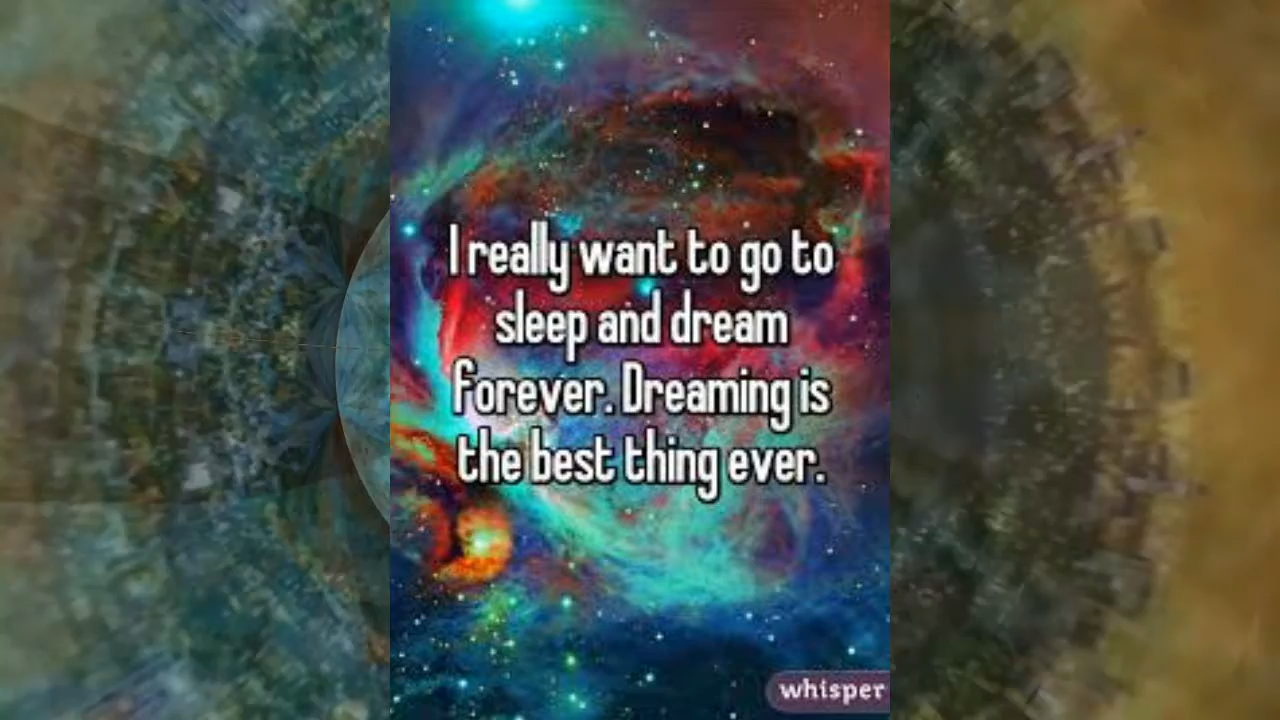 I really want to go to
sleep and dream
forever. Dreaming is
the best thing ever.
whisper